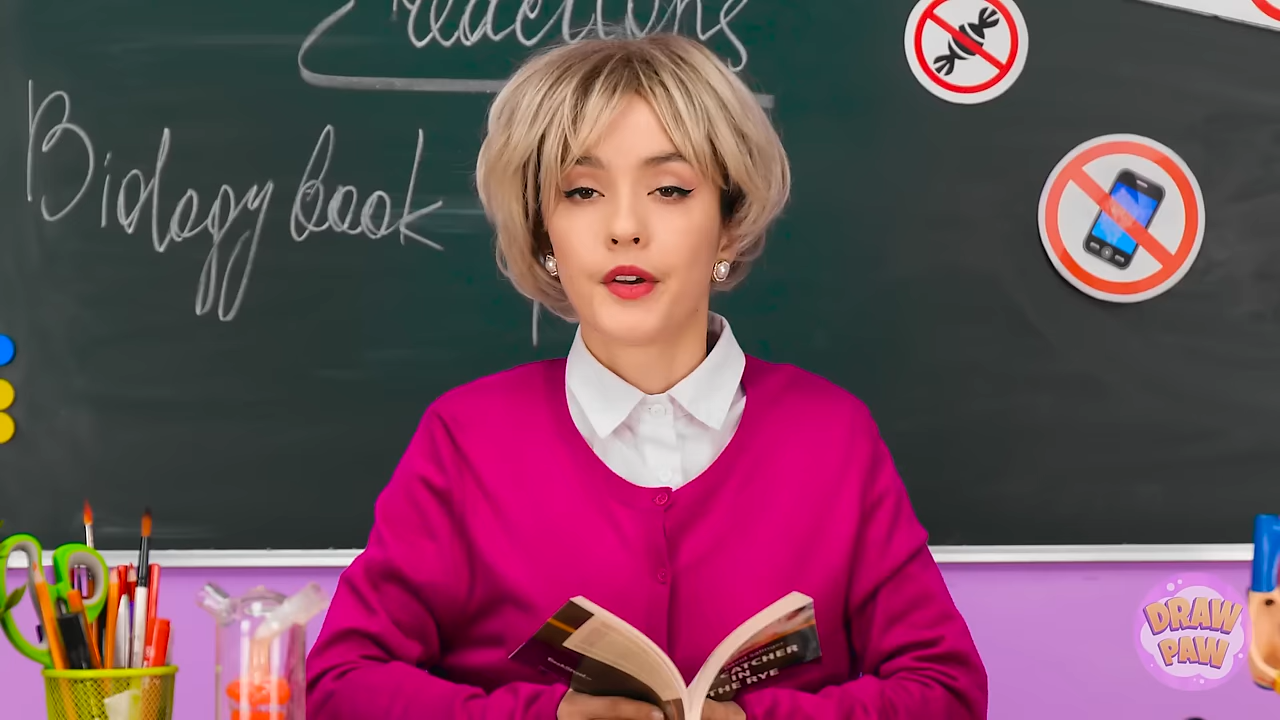 reactions
Biology book
CATCHER
IN
THE RYE
DRAW
PAW